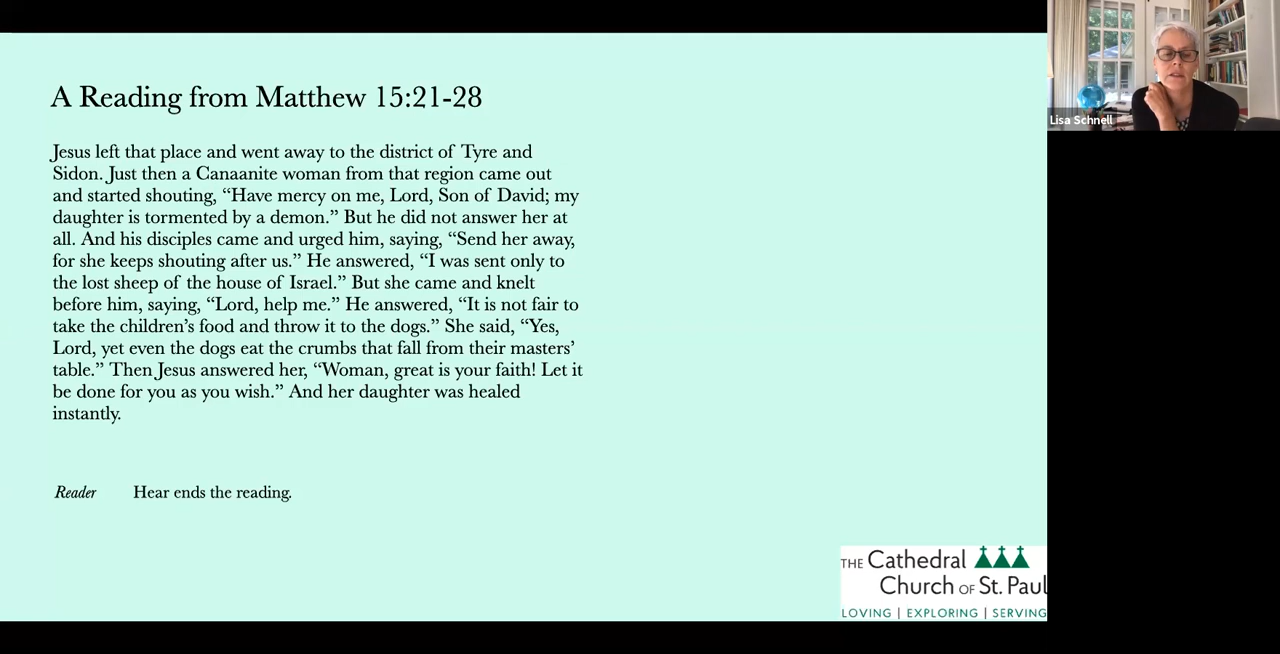 A Reading from Matthew 15:21-28
Jesus left that place and went away to the district of Tyre and
Sidon. Just then a Canaanite woman from that region came out
and started shouting, “Have mercy on me, Lord, Son of David; my
daughter is tormented by a demon.” But he did not answer her at
all. And his disciples came and urged him, saying, “Send her away,
for she keeps shouting after us.” He answered, “I was sent only to
the lost sheep of the house of Israel.” But she came and knelt
before him, saying, “Lord, help me.” He answered, “It is not fair to
take the children’s food and throw it to the dogs.” She said, “Yes,
Lord, yet even the dogs eat the crumbs that fall from their masters’
table.” Then Jesus answered her, “Woman, great is your faith! Let it
be done for you as you wish.” And her daughter was healed
instantly.
Reader Hear ends the reading.
THE Cathedral
Church OF St. Paul
LOVING | EXPLORING | SERVING
Lisa Schnell